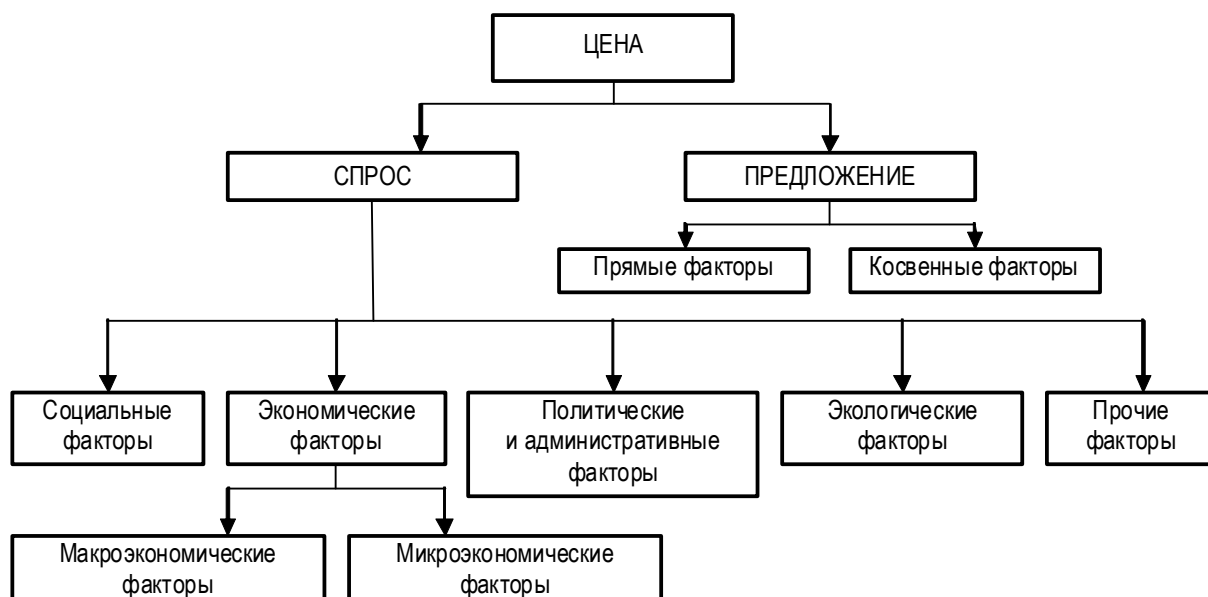 ЦЕНА
СПРОС
ПРЕДЛОЖЕНИЕ
Прямые факторы
Косвенные факторы
Социальные
факторы
Экономические
факторы
Политические
и административные
факторы
Экологические
факторы
Прочие
факторы
Макроэкономические
факторы
Микроэкономические
факторы